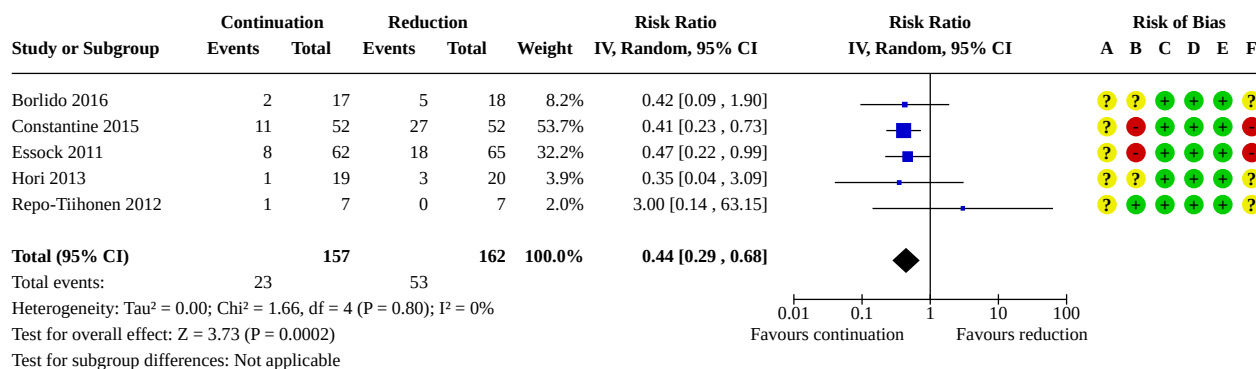 Continuation Reduction Risk Ratio Risk Ratio Risk of Bias
Study or Subgroup Events Total Events Total Weight IV, Random, 95% CI IV, Random, 95% CI A B C D E F
Borlido 2016 2 17 5 18 8.2% 0.42 [0.09 , 1.90] ? ? + + + ?
Constantine 2015 11 52 27 52 53.7% 0.41 [0.23 , 0.73] ? - + + + -
Essock 2011 8 62 18 65 32.2% 0.47 [0.22 , 0.99] ? - + + + -
Hori 2013 1 19 3 20 3.9% 0.35 [0.04 , 3.09] ? ? + + + ?
Repo-Tiihonen 2012 1 7 0 7 2.0% 3.00 [0.14 , 63.15] ? + + + + ?
Total (95% CI) 157 162 100.0% 0.44 [0.29 , 0.68]
Total events: 23 53
Heterogeneity: Tau² = 0.00; Chi² = 1.66, df = 4 (P = 0.80); I² = 0%
0.01 0.1 1 10 100
Test for overall effect: Z = 3.73 (P = 0.0002) Favours continuation Favours reduction
Test for subgroup differences: Not applicable